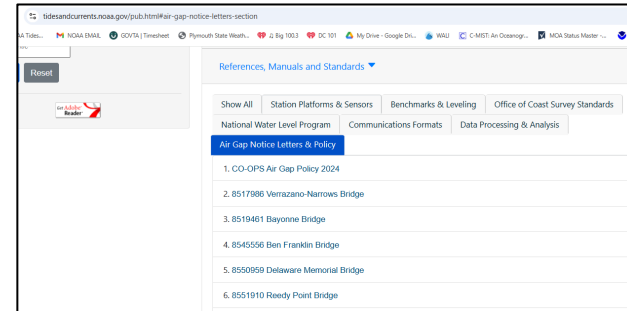 tidesandcurrents.noaa.gov/pub.html#air-gap-notice-letters-section
AA Tides... NOAA EMAIL GOVTA | Timesheet Plymouth State Weath... Big 100.3 DC 101 My Drive - Google Dri... WALI C-MIST: An Oceanogr... MOA Status Master -...
Reset
References, Manuals and Standards
Get Adobe Reader
Show All Station Platforms & Sensors Benchmarks & Leveling Office of Coast Survey Standards
National Water Level Program Communications Formats Data Processing & Analysis
Air Gap Notice Letters & Policy
1. CO-OPS Air Gap Policy 2024
2. 8517986 Verrazano-Narrows Bridge
3. 8519461 Bayonne Bridge
4. 8545556 Ben Franklin Bridge
5. 8550959 Delaware Memorial Bridge
6. 8551910 Reedy Point Bridge